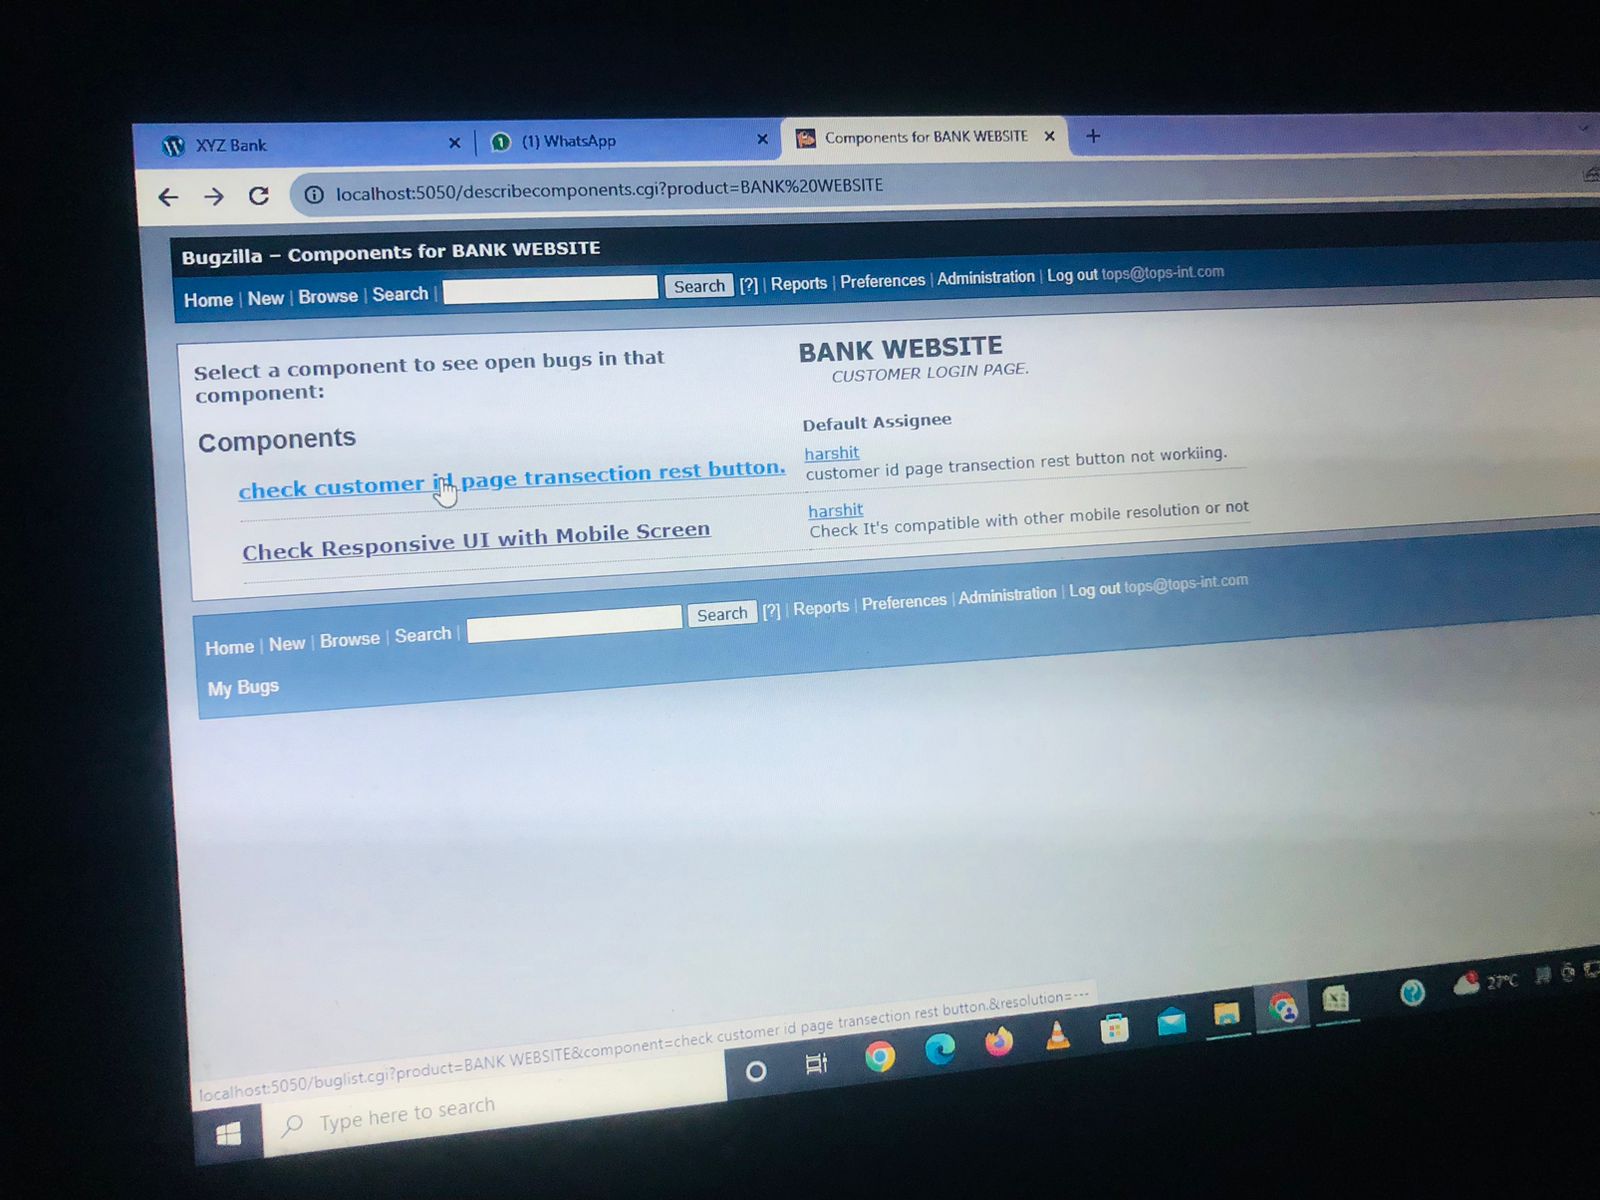 XYZ Bank
(1) WhatsApp
Components for BANK WEBSITE
localhost:5050/describecomponents.cgi?product=BANK%20WEBSITE
Bugzilla – Components for BANK WEBSITE
Home | New | Browse | Search | Search [?] | Reports | Preferences | Administration | Log out tops@tops-int.com
Select a component to see open bugs in that
component:
BANK WEBSITE
CUSTOMER LOGIN PAGE.
Components
Default Assignee
check customer id page transection rest button.
harshit
customer id page transection rest button not workiing.
Check Responsive UI with Mobile Screen
harshit
Check It's compatible with other mobile resolution or not
Home | New | Browse | Search | Search [?] | Reports | Preferences | Administration | Log out tops@tops-int.com
My Bugs
localhost:5050/buglist.cgi?product=BANK WEBSITE&component=check customer id page transection rest button.&resolution=---
Type here to search
27°C